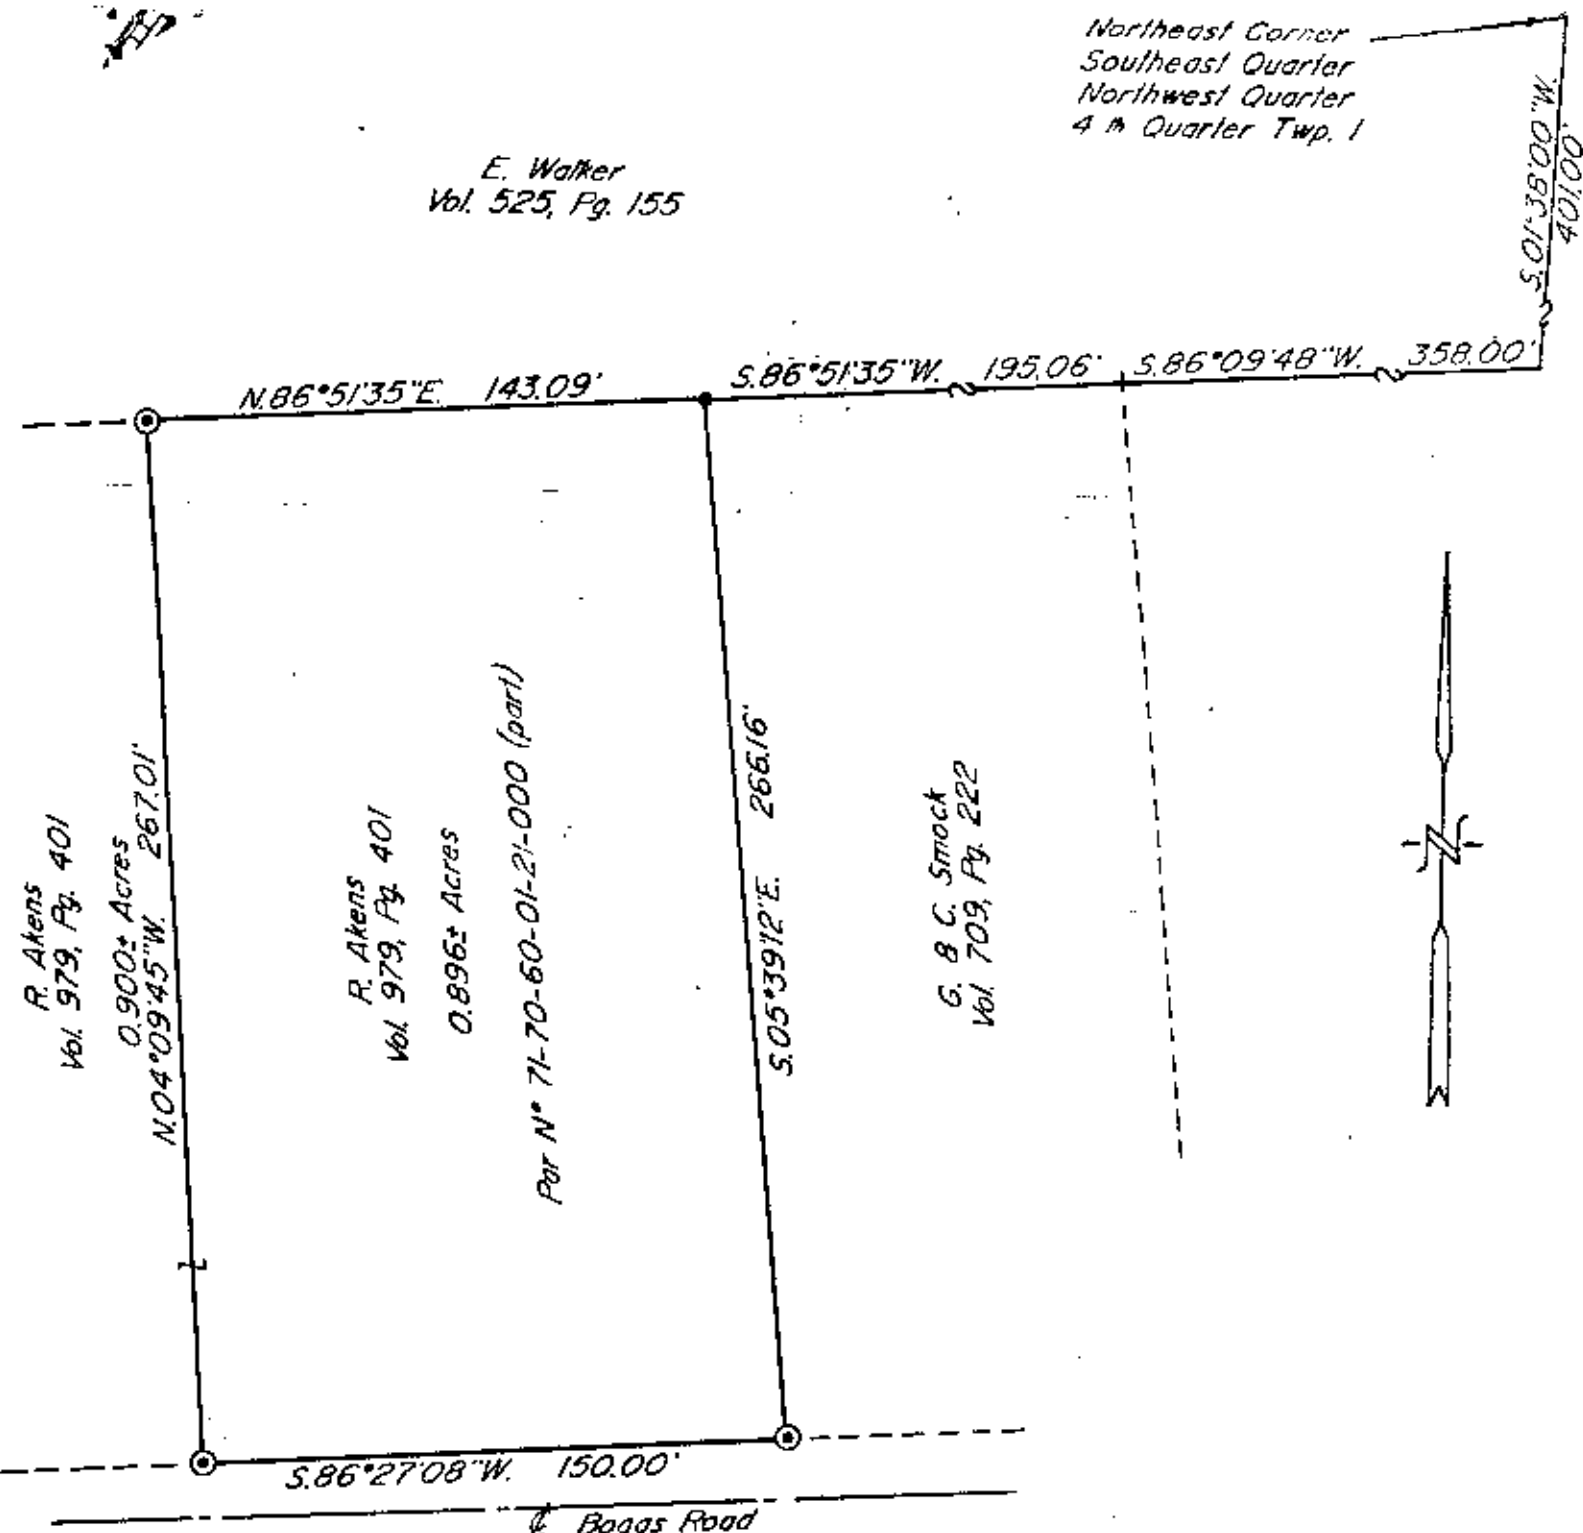 Northeast Corner
Southeast Quarter
Northwest Quarter
4 th Quarter Twp. 1
S.01°38'00"W.
401.00'
E. Walker
Vol. 525, Pg. 155
N.86°51'35"E. 143.09'
S.86°51'35"W. 195.06'
S.86°09'48"W. 358.00'
R. Akens
Vol. 979, Pg. 401
0.900± Acres
N.04°09'45"W. 267.01'
R. Akens
Vol. 979, Pg. 401
0.896± Acres
Par Nº 71-70-60-01-21-000 (part)
S.05°39'12"E. 266.16'
G. & C. Smock
Vol. 709, Pg. 222
N
S.86°27'08"W. 150.00'
℄ Boggs Road